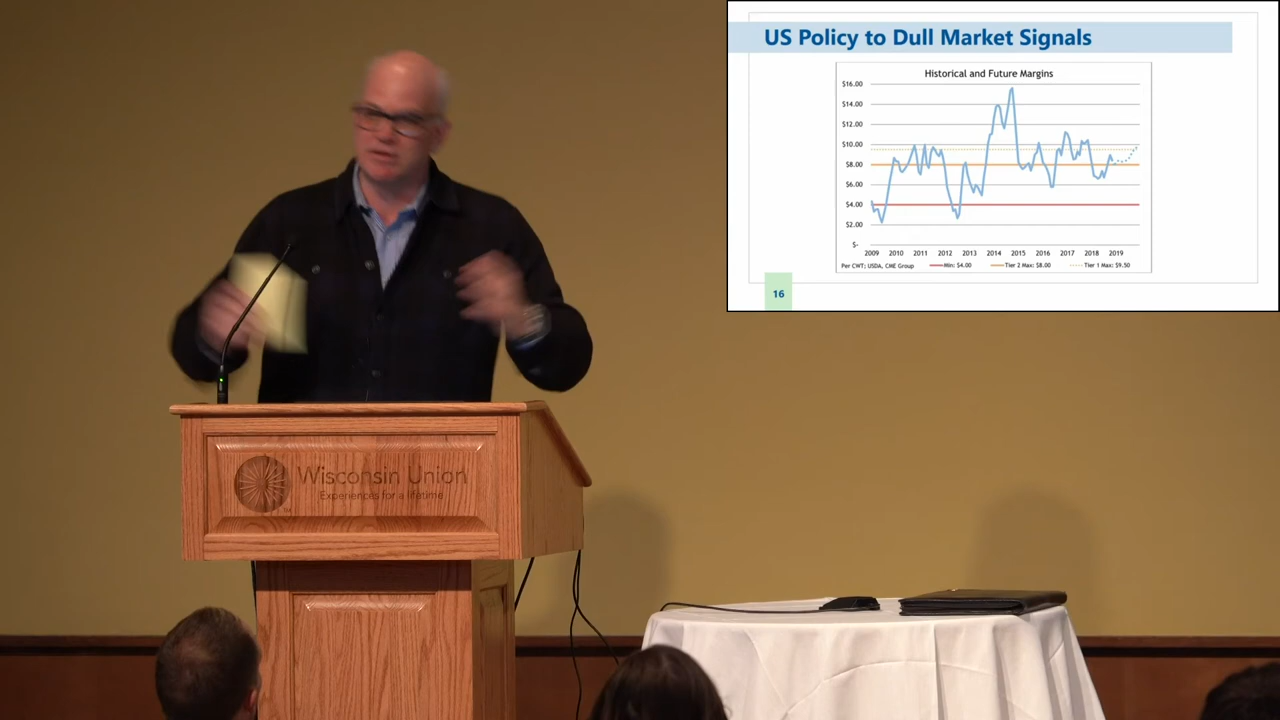 US Policy to Dull Market Signals
Historical and Future Margins
$16.00
$14.00
$12.00
$10.00
$8.00
$6.00
$4.00
$2.00
$-
2009 2010 2011 2012 2013 2014 2015 2016 2017 2018 2019
Per CWT; USDA, CME Group Min: $4.00 Tier 2 Max: $8.00 Tier 1 Max: $9.50
16
Wisconsin Union
Experiences for a lifetime
TM